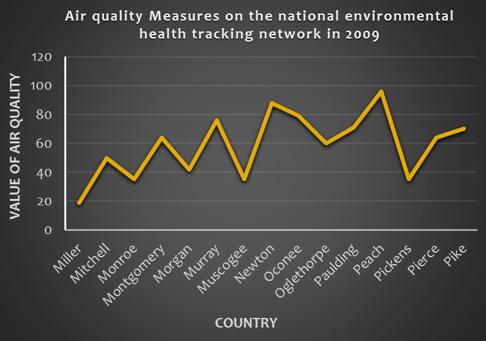 Air quality Measures on the national environmental
health tracking network in 2009
VALUE OF AIR QUALITY
120
100
80
60
40
20
0
Miller
Mitchell
Monroe
Montgomery
Morgan
Murray
Muscogee
Newton
Oconee
Oglethorpe
Paulding
Peach
Pickens
Pierce
Pike
COUNTRY